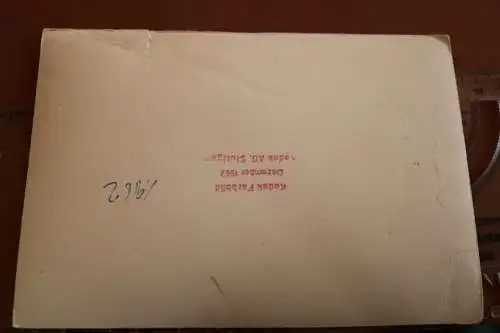 Kodak Farbbild
Dezember 1962
Kodak AG. Stuttgart
1962